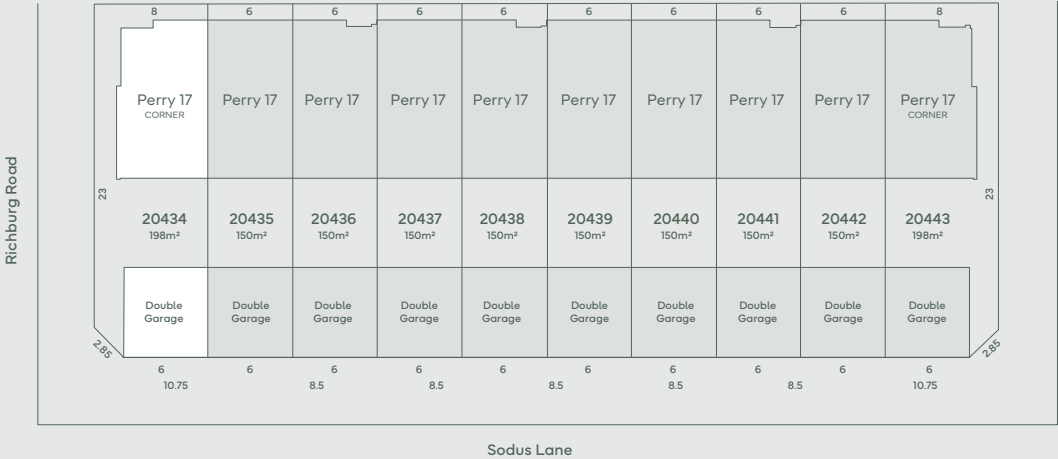 8 6 6 6 6 6 6 6 6 8
Perry 17 Perry 17 Perry 17 Perry 17 Perry 17 Perry 17 Perry 17 Perry 17 Perry 17 Perry 17
CORNER CORNER
Richburg Road
23 23
20434 20435 20436 20437 20438 20439 20440 20441 20442 20443
198m² 150m² 150m² 150m² 150m² 150m² 150m² 150m² 150m² 198m²
Double Double Double Double Double Double Double Double Double Double
Garage Garage Garage Garage Garage Garage Garage Garage Garage Garage
2.85 2.85
6 6 6 6 6 6 6 6 6 6
10.75 8.5 8.5 8.5 8.5 8.5 10.75
Sodus Lane